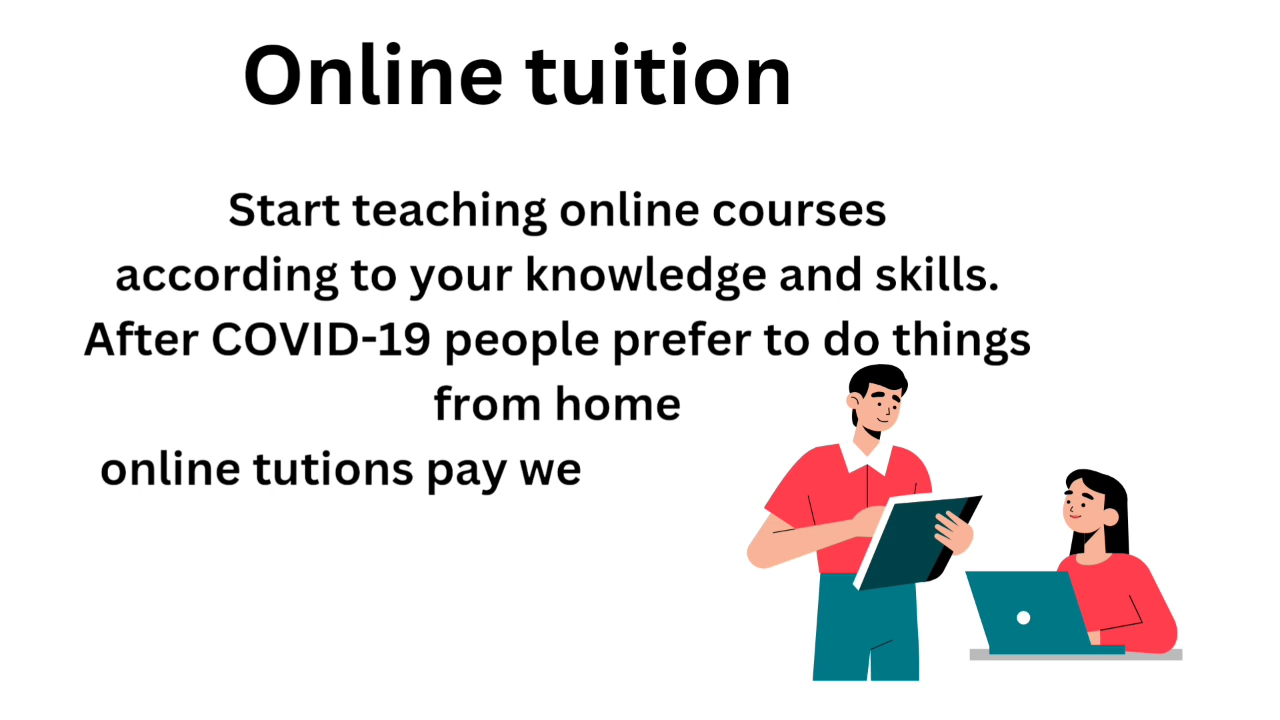 Online tuition
Start teaching online courses
according to your knowledge and skills.
After COVID-19 people prefer to do things
from home
online tutions pay we